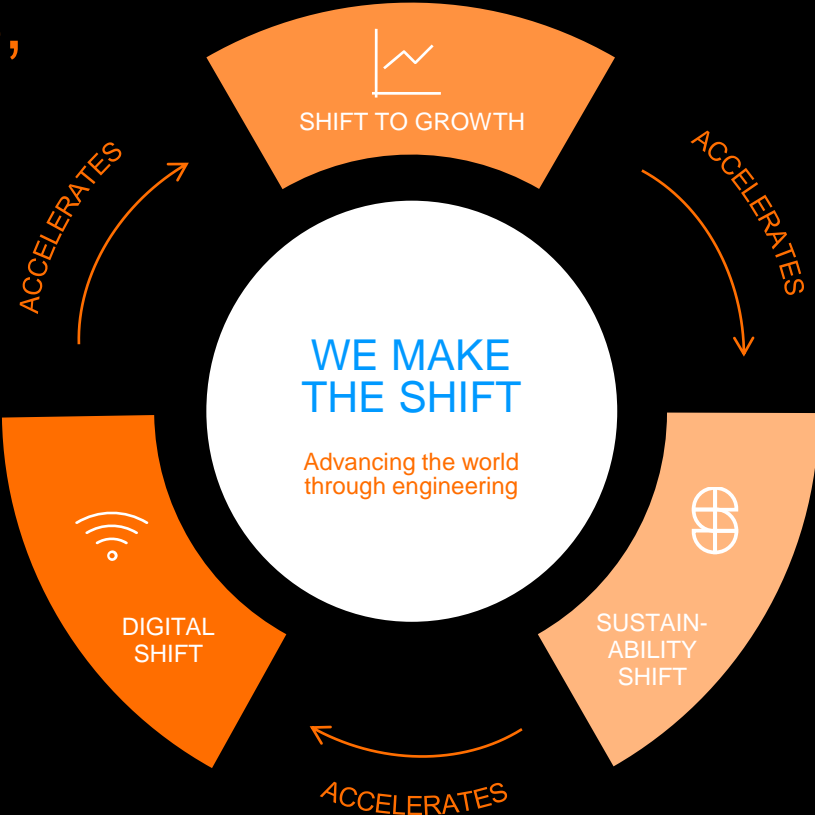 ,
SHIFT TO GROWTH
ACCELERATES
ACCELERATES
WE MAKE
THE SHIFT
Advancing the world
through engineering
DIGITAL
SHIFT
SUSTAIN-
ABILITY
SHIFT
ACCELERATES